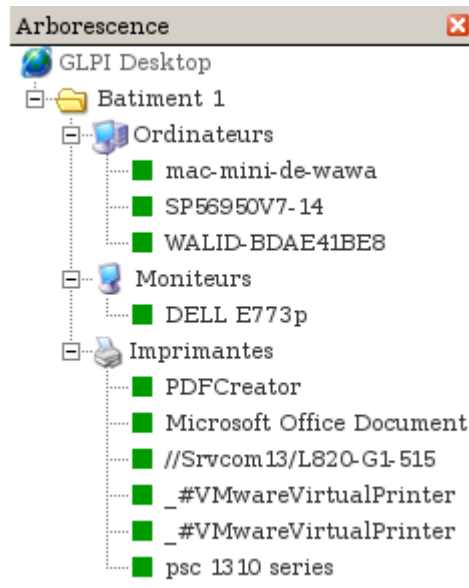 Arborescence
GLPI Desktop
Batiment 1
Ordinateurs
mac-mini-de-wawa
SP56950V7-14
WALID-BDAE41BE8
Moniteurs
DELL E773p
Imprimantes
PDFCreator
Microsoft Office Document
//Srvcom13/L820-G1-515
_#VMwareVirtualPrinter
_#VMwareVirtualPrinter
psc 1310 series